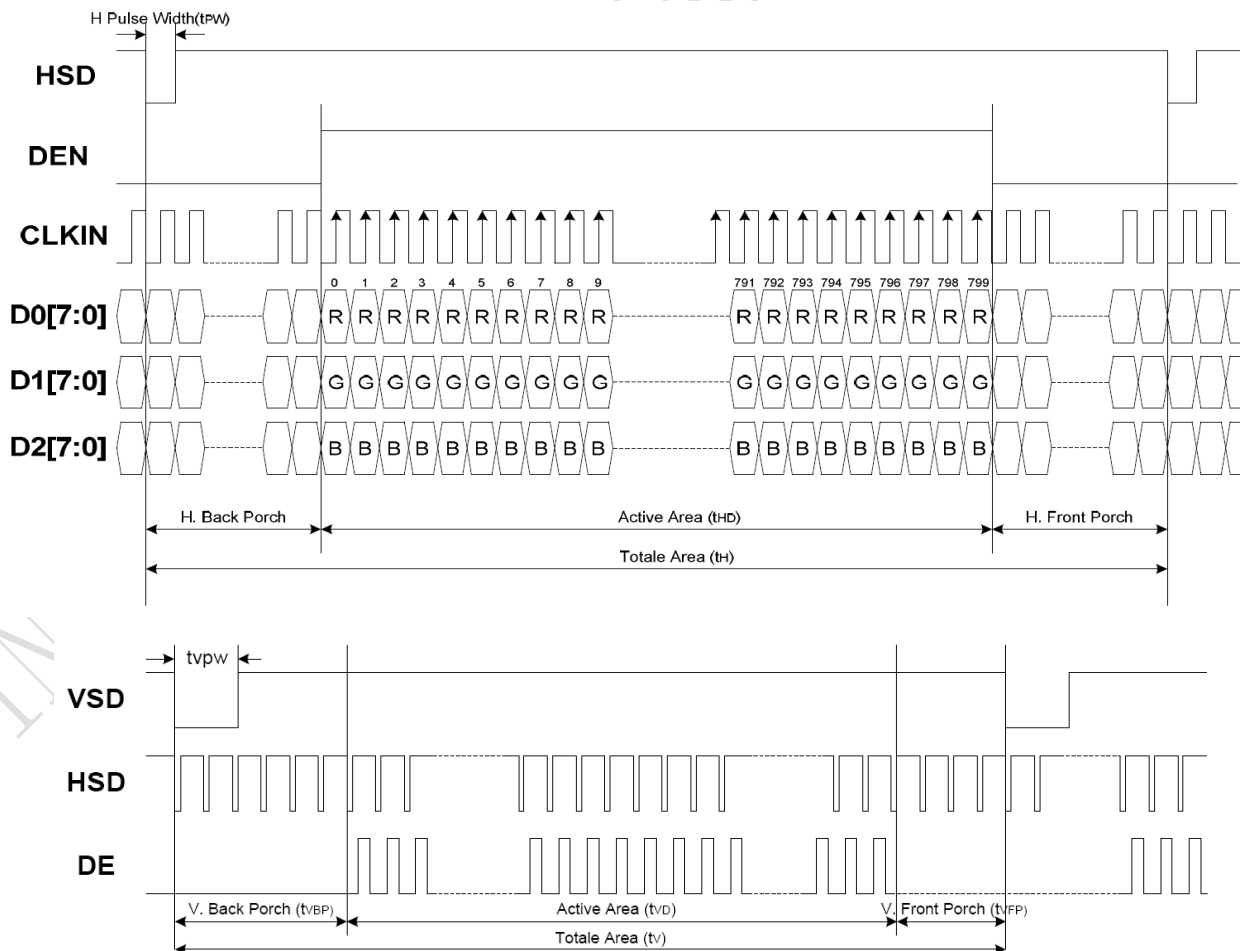 H Pulse Width(tPW)
HSD
DEN
CLKIN
0 1 2 3 4 5 6 7 8 9 791 792 793 794 795 796 797 798 799
D0[7:0] R R R R R R R R R R R R R R R R R R R
D1[7:0] G G G G G G G G G G G G G G G G G G G
D2[7:0] B B B B B B B B B B B B B B B B B B B
H. Back Porch Active Area (tHD) H. Front Porch
Totale Area (tH)
tvpw
VSD
HSD
DE
V. Back Porch (tVBP) Active Area (tVD) V. Front Porch (tVFP)
Totale Area (tV)